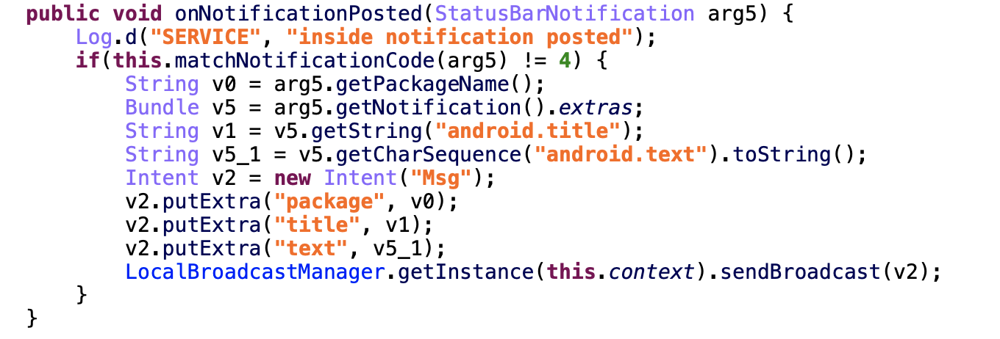 public void onNotificationPosted(StatusBarNotification arg5) {
    Log.d("SERVICE", "inside notification posted");
    if(this.matchNotificationCode(arg5) != 4) {
        String v0 = arg5.getPackageName();
        Bundle v5 = arg5.getNotification().extras;
        String v1 = v5.getString("android.title");
        String v5_1 = v5.getCharSequence("android.text").toString();
        Intent v2 = new Intent("Msg");
        v2.putExtra("package", v0);
        v2.putExtra("title", v1);
        v2.putExtra("text", v5_1);
        LocalBroadcastManager.getInstance(this.context).sendBroadcast(v2);
    }
}